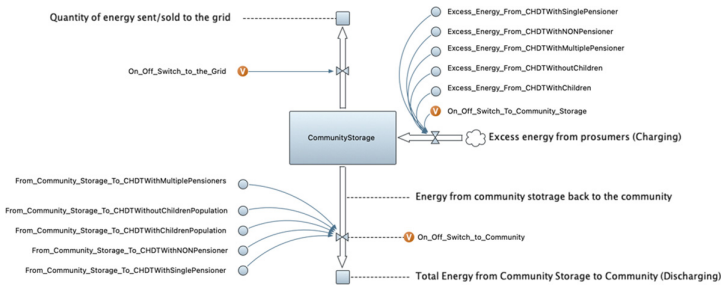 Quantity of energy sent/sold to the grid
Excess_Energy_From_CHDTWithSinglePensioner
Excess_Energy_From_CHDTWithNONPensioner
Excess_Energy_From_CHDTWithMultiplePensioner
Excess_Energy_From_CHDTWithoutChildren
Excess_Energy_From_CHDTWithChildren
On_Off_Switch_to_the_Grid
V
V
On_Off_Switch_To_Community_Storage
CommunityStorage
Excess energy from prosumers (Charging)
From_Community_Storage_To_CHDTWithMultiplePensioners
From_Community_Storage_To_CHDTWithoutChildrenPopulation
From_Community_Storage_To_CHDTWithChildrenPopulation
From_Community_Storage_To_CHDTWithNONPensioner
From_Community_Storage_To_CHDTWithSinglePensioner
Energy from community stotrage back to the community
V
On_Off_Switch_to_Community
Total Energy from Community Storage to Community (Discharging)